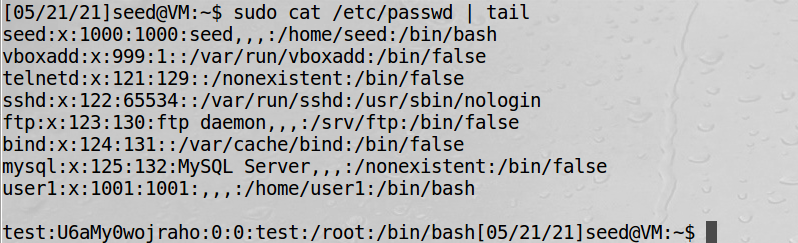 [05/21/21]seed@VM:~$ sudo cat /etc/passwd | tail
seed:x:1000:1000:seed,,,:/home/seed:/bin/bash
vboxadd:x:999:1::/var/run/vboxadd:/bin/false
telnetd:x:121:129::/nonexistent:/bin/false
sshd:x:122:65534::/var/run/sshd:/usr/sbin/nologin
ftp:x:123:130:ftp daemon,,,:/srv/ftp:/bin/false
bind:x:124:131::/var/cache/bind:/bin/false
mysql:x:125:132:MySQL Server,,,:/nonexistent:/bin/false
user1:x:1001:1001:,,,:/home/user1:/bin/bash
test:U6aMy0wojraho:0:0:test:/root:/bin/bash[05/21/21]seed@VM:~$